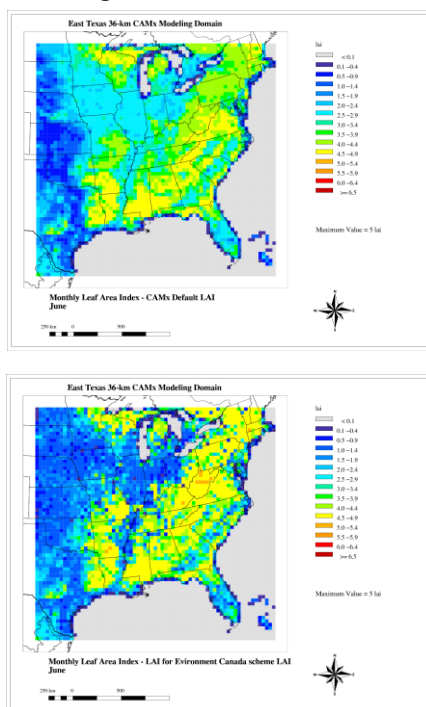 East Texas 36-km CAMx Modeling Domain
lai
< 0.1
0.1 -0.4
0.5 -0.9
1.0 -1.4
1.5 -1.9
2.0 -2.4
2.5 -2.9
3.0 -3.4
3.5 -3.9
4.0 -4.4
4.5 -4.9
5.0 -5.4
5.5 -5.9
6.0 -6.4
>= 6.5
Maximum Value = 5 lai
Monthly Leaf Area Index - CAMx Default LAI
June
250 km 0 500
East Texas 36-km CAMx Modeling Domain
lai
< 0.1
0.1 -0.4
0.5 -0.9
1.0 -1.4
1.5 -1.9
2.0 -2.4
2.5 -2.9
3.0 -3.4
3.5 -3.9
4.0 -4.4
4.5 -4.9
5.0 -5.4
5.5 -5.9
6.0 -6.4
>= 6.5
Maximum Value = 5 lai
Monthly Leaf Area Index - LAI for Evironment Canada scheme LAI
June
250 km 0 500